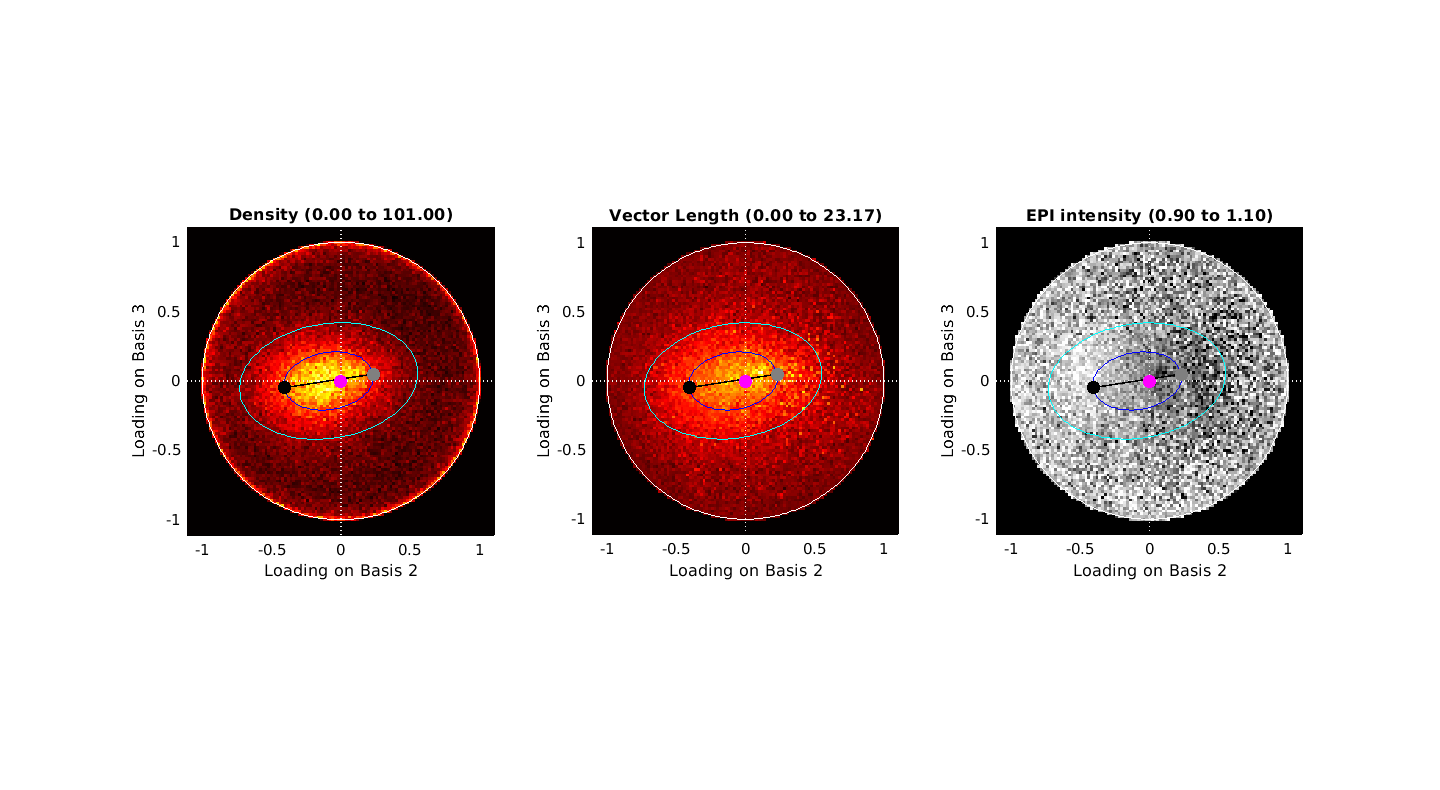 Density (0.00 to 101.00)
Loading on Basis 3
1
0.5
0
-0.5
-1
-1 -0.5 0 0.5 1
Loading on Basis 2
Vector Length (0.00 to 23.17)
Loading on Basis 3
1
0.5
0
-0.5
-1
-1 -0.5 0 0.5 1
Loading on Basis 2
EPI intensity (0.90 to 1.10)
Loading on Basis 3
1
0.5
0
-0.5
-1
-1 -0.5 0 0.5 1
Loading on Basis 2